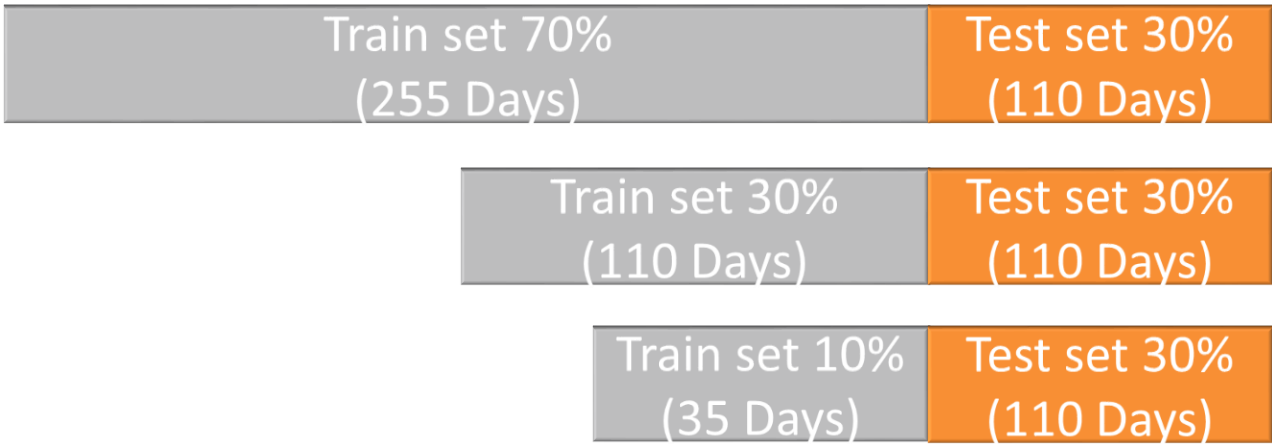 Train set 70%
(255 Days)
Test set 30%
(110 Days)
Train set 30%
(110 Days)
Test set 30%
(110 Days)
Train set 10%
(35 Days)
Test set 30%
(110 Days)